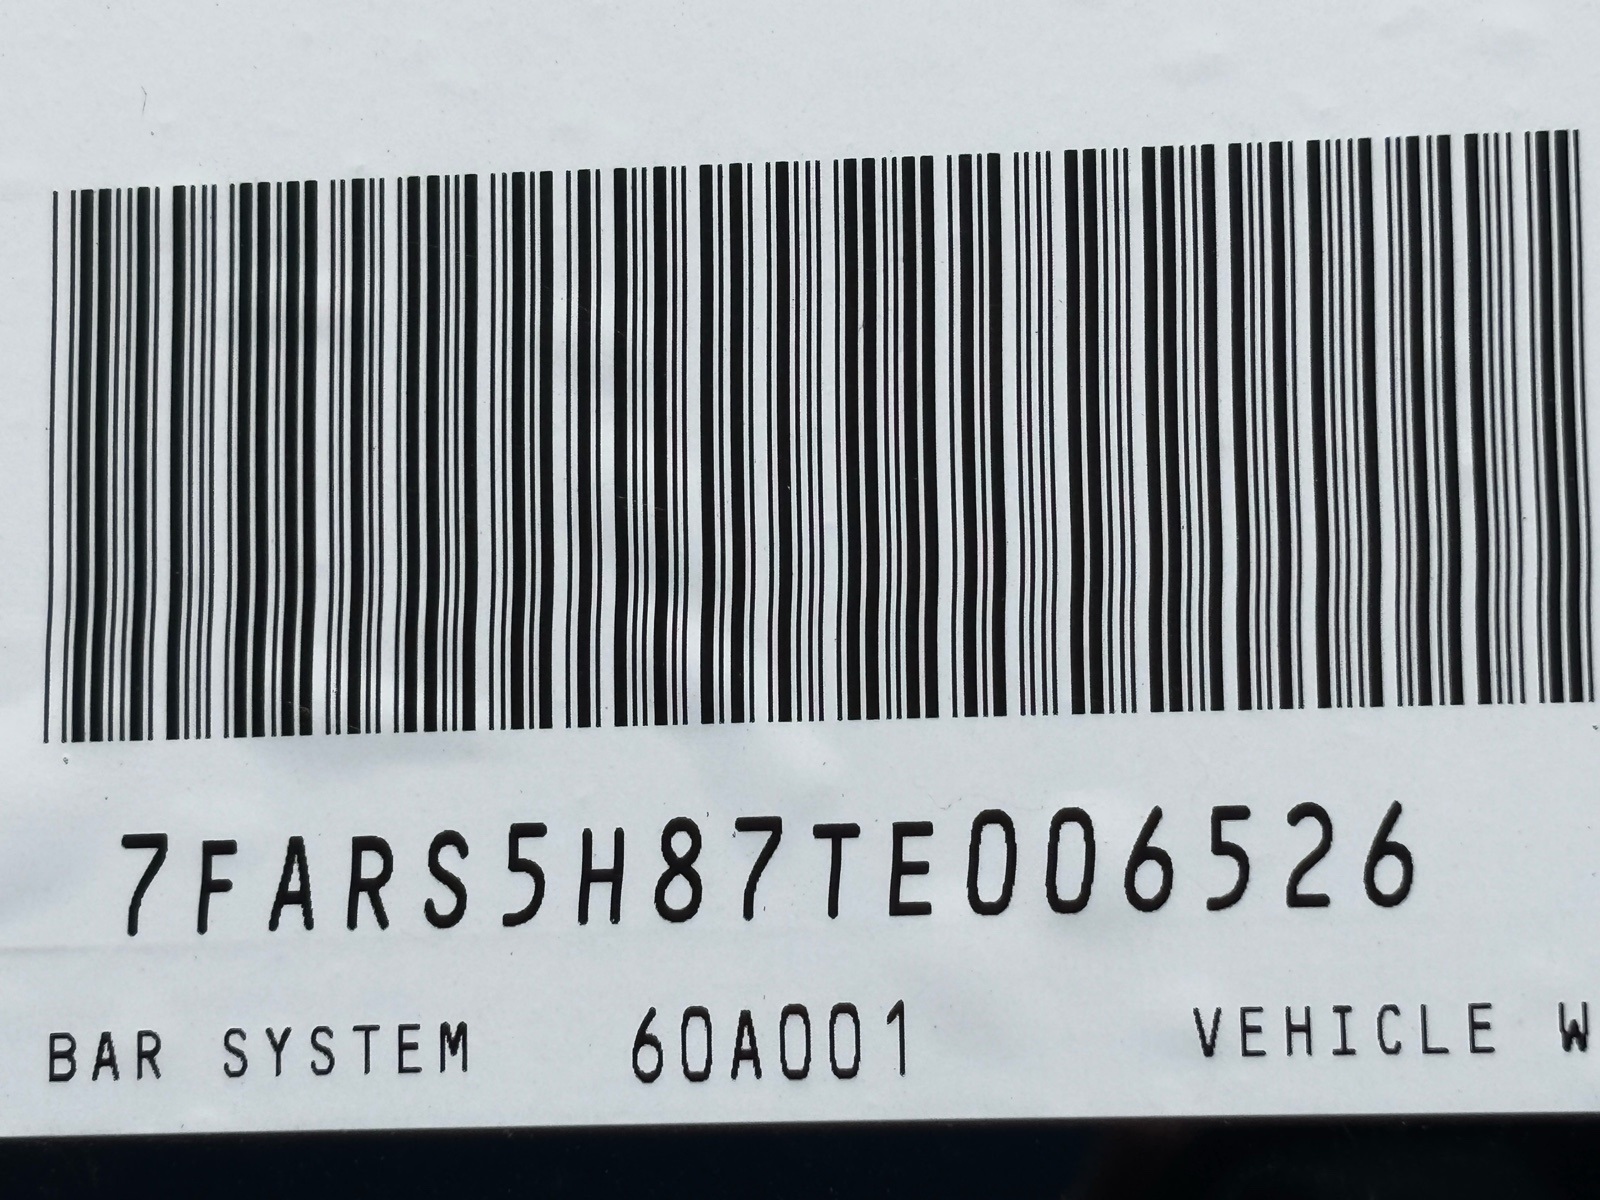 7FARS5H87TE006526
BAR SYSTEM 60A001 VEHICLE W